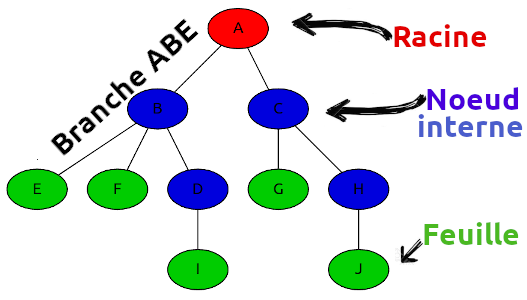 A
Racine
Branche ABE
B
C
Noeud
interne
E
F
D
G
H
Feuille
I
J